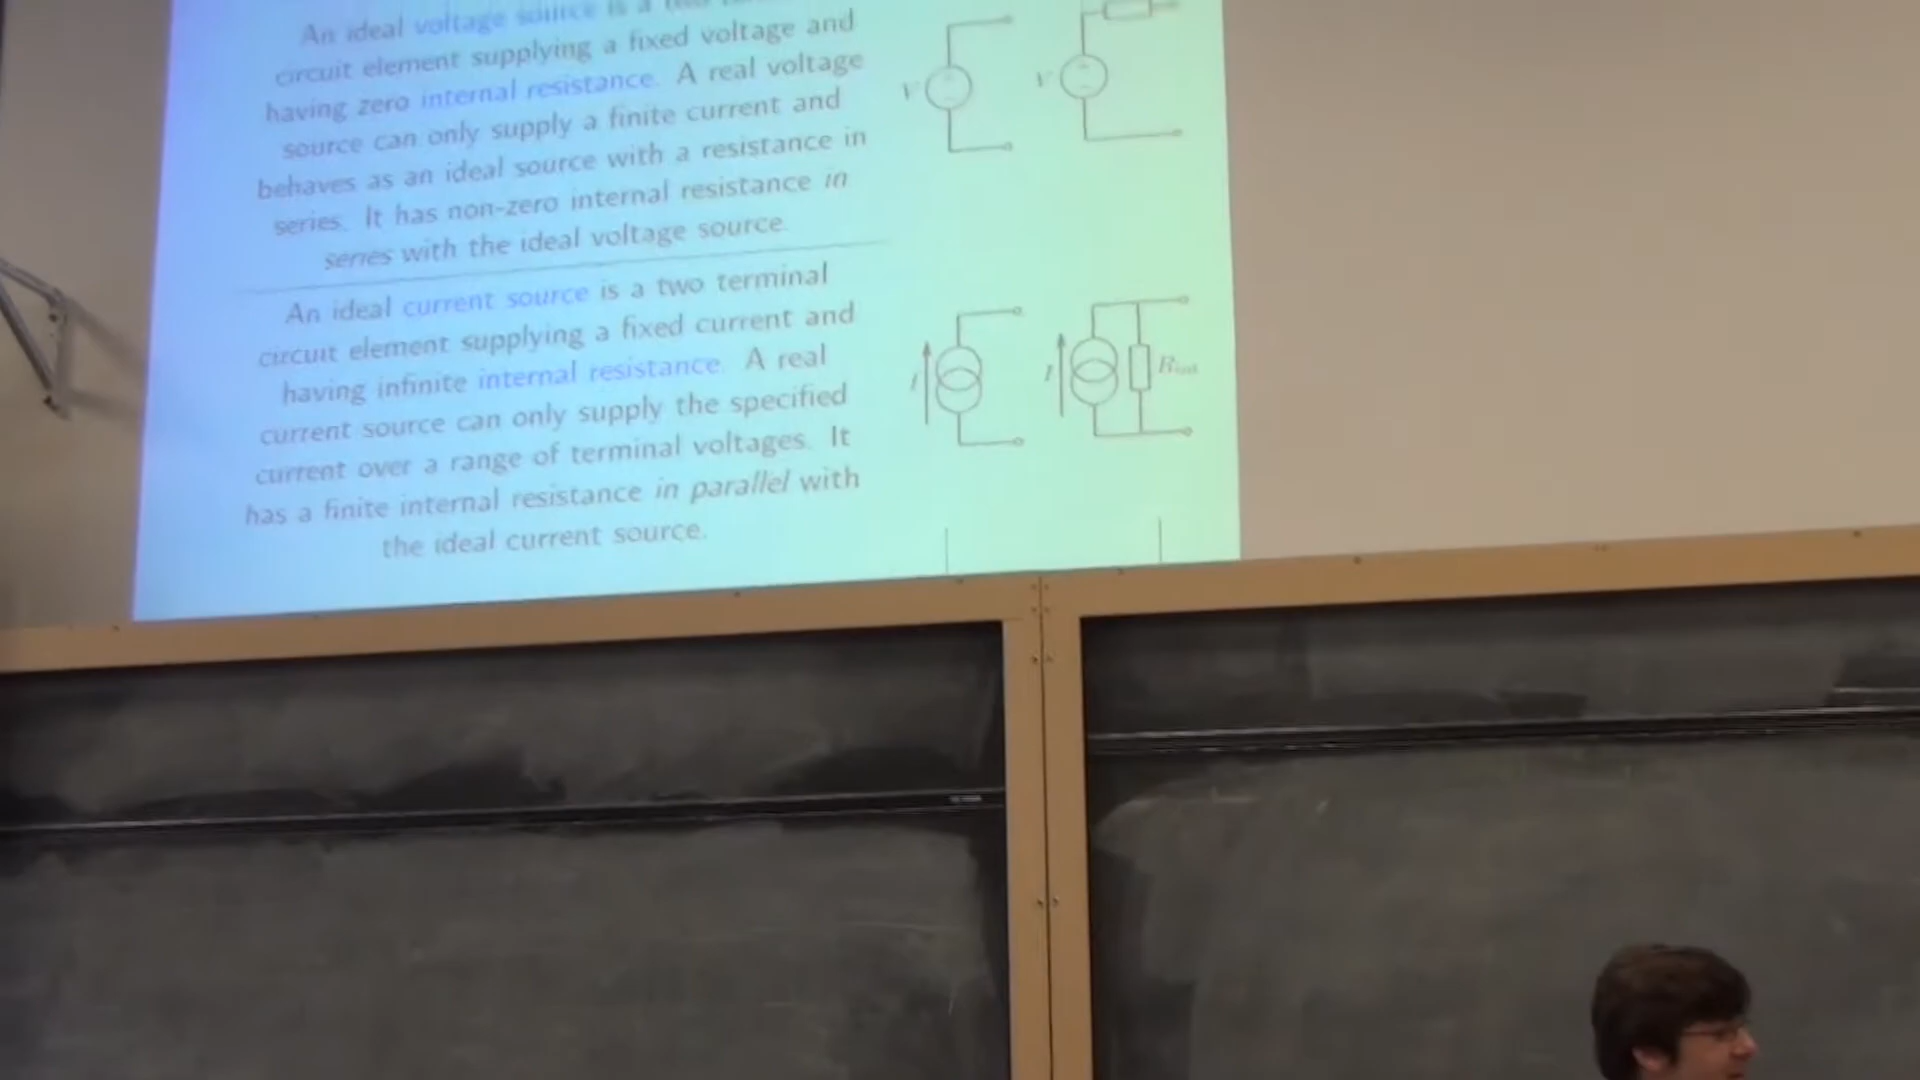 An ideal voltage source is a two
circuit element supplying a fixed voltage and
having zero internal resistance. A real voltage
source can only supply a finite current and
behaves as an ideal source with a resistance in
series. It has non-zero internal resistance in
series with the ideal voltage source.
V
V
An ideal current source is a two terminal
circuit element supplying a fixed current and
having infinite internal resistance. A real
current source can only supply the specified
current over a range of terminal voltages. It
has a finite internal resistance in parallel with
the ideal current source.
I
I
Rint